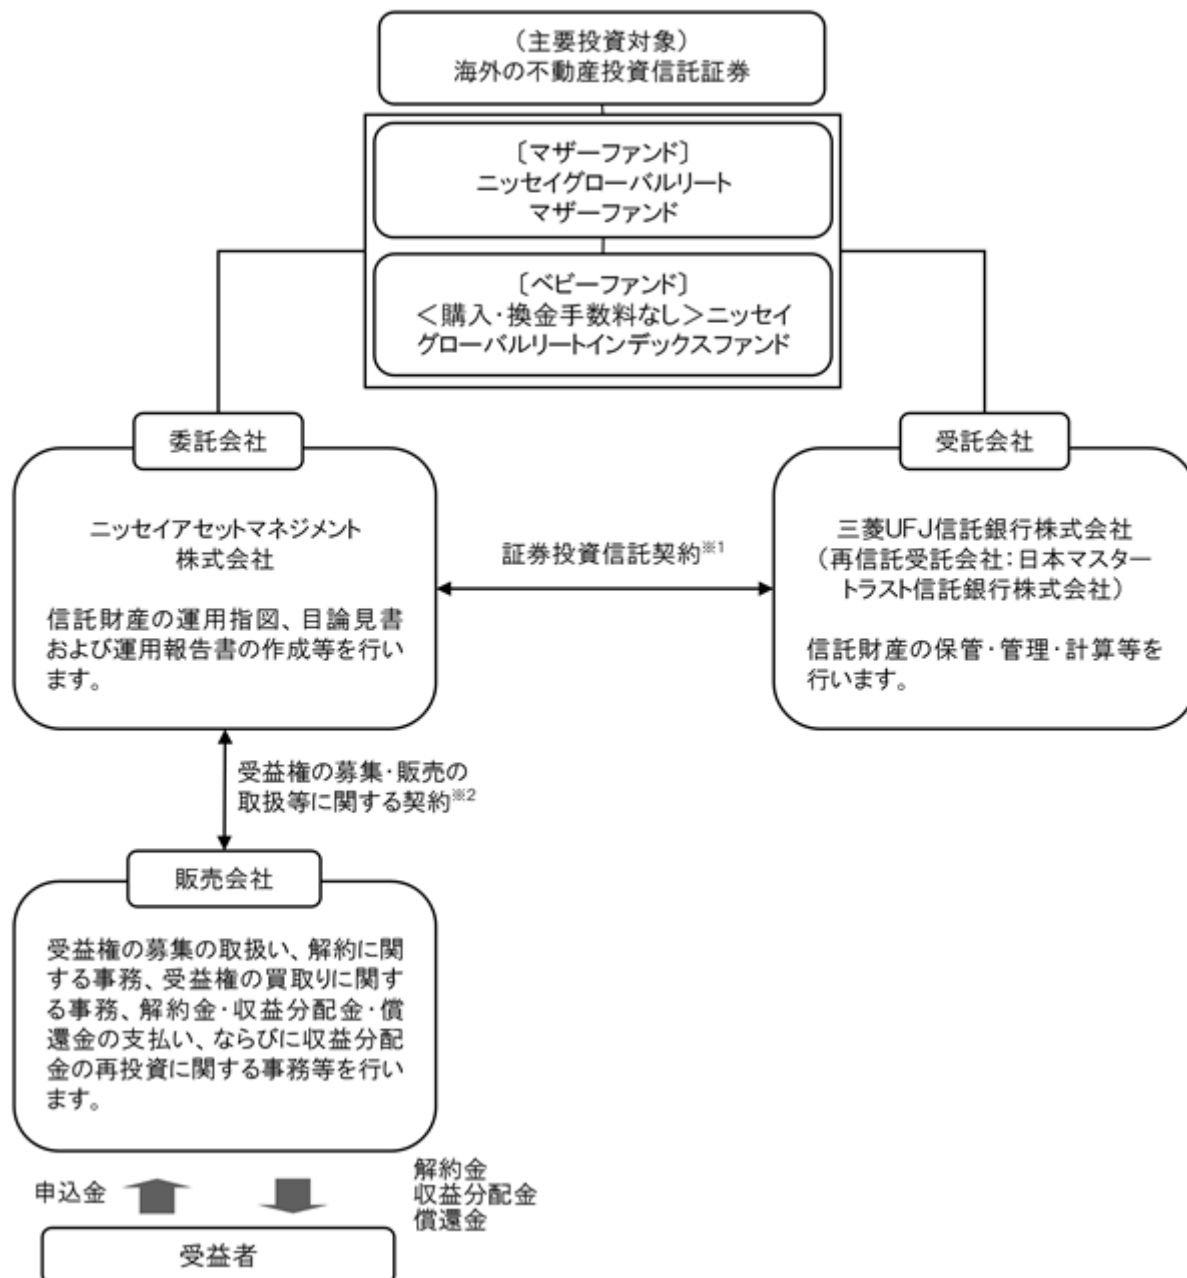 （主要投資対象）
海外の不動産投資信託証券
〔マザーファンド〕
ニッセイグローバルリート
マザーファンド
〔ベビーファンド〕
＜購入・換金手数料なし＞ニッセイ
グローバルリートインデックスファンド
委託会社
ニッセイアセットマネジメント
株式会社
信託財産の運用指図、目論見書
および運用報告書の作成等を行い
ます。
証券投資信託契約※1
受託会社
三菱UFJ信託銀行株式会社
（再信託受託会社：日本マスター
トラスト信託銀行株式会社）
信託財産の保管・管理・計算等を
行います。
受益権の募集・販売の
取扱等に関する契約※2
販売会社
受益権の募集の取扱い、解約に関
する事務、受益権の買取りに関す
る事務、解約金・収益分配金・償
還金の支払い、ならびに収益分配
金の再投資に関する事務等を行い
ます。
申込金
解約金
収益分配金
償還金
受益者